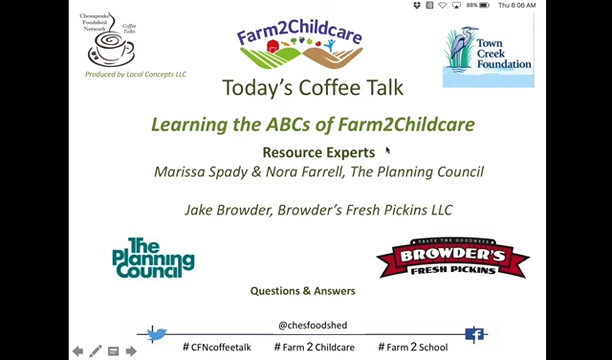 88%
Thu 8:06 AM
Chesapeake
Foodshed
Network
Coffee
Talks
Produced by Local Concepts LLC
Farm2Childcare
Town
Creek
Foundation
Today's Coffee Talk
Learning the ABCs of Farm2Childcare
Resource Experts
Marissa Spady & Nora Farrell, The Planning Council
Jake Browder, Browder's Fresh Pickins LLC
The
Planning
Council
TASTE THE GOODNESS
BROWDER'S
FRESH PICKINS
Questions & Answers
@chesfoodshed
#CFNcoffeetalk # Farm 2 Childcare # Farm 2 School